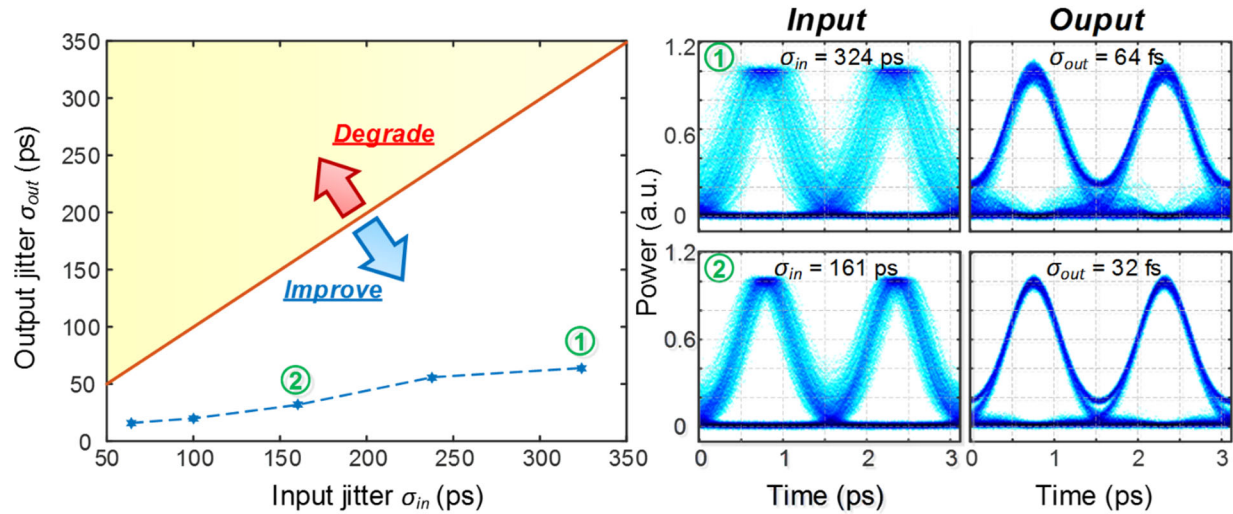 350
300
250
200
150
100
50
0
Output jitter σout (ps)
Degrade
Improve
①
②
50 100 150 200 250 300 350
Input jitter σin (ps)
Input
Ouput
Power (a.u.)
1.2
0.6
0
①
σin = 324 ps
σout = 64 fs
1.2
0.6
0
②
σin = 161 ps
σout = 32 fs
0 1 2 3
0 1 2 3
Time (ps)
Time (ps)